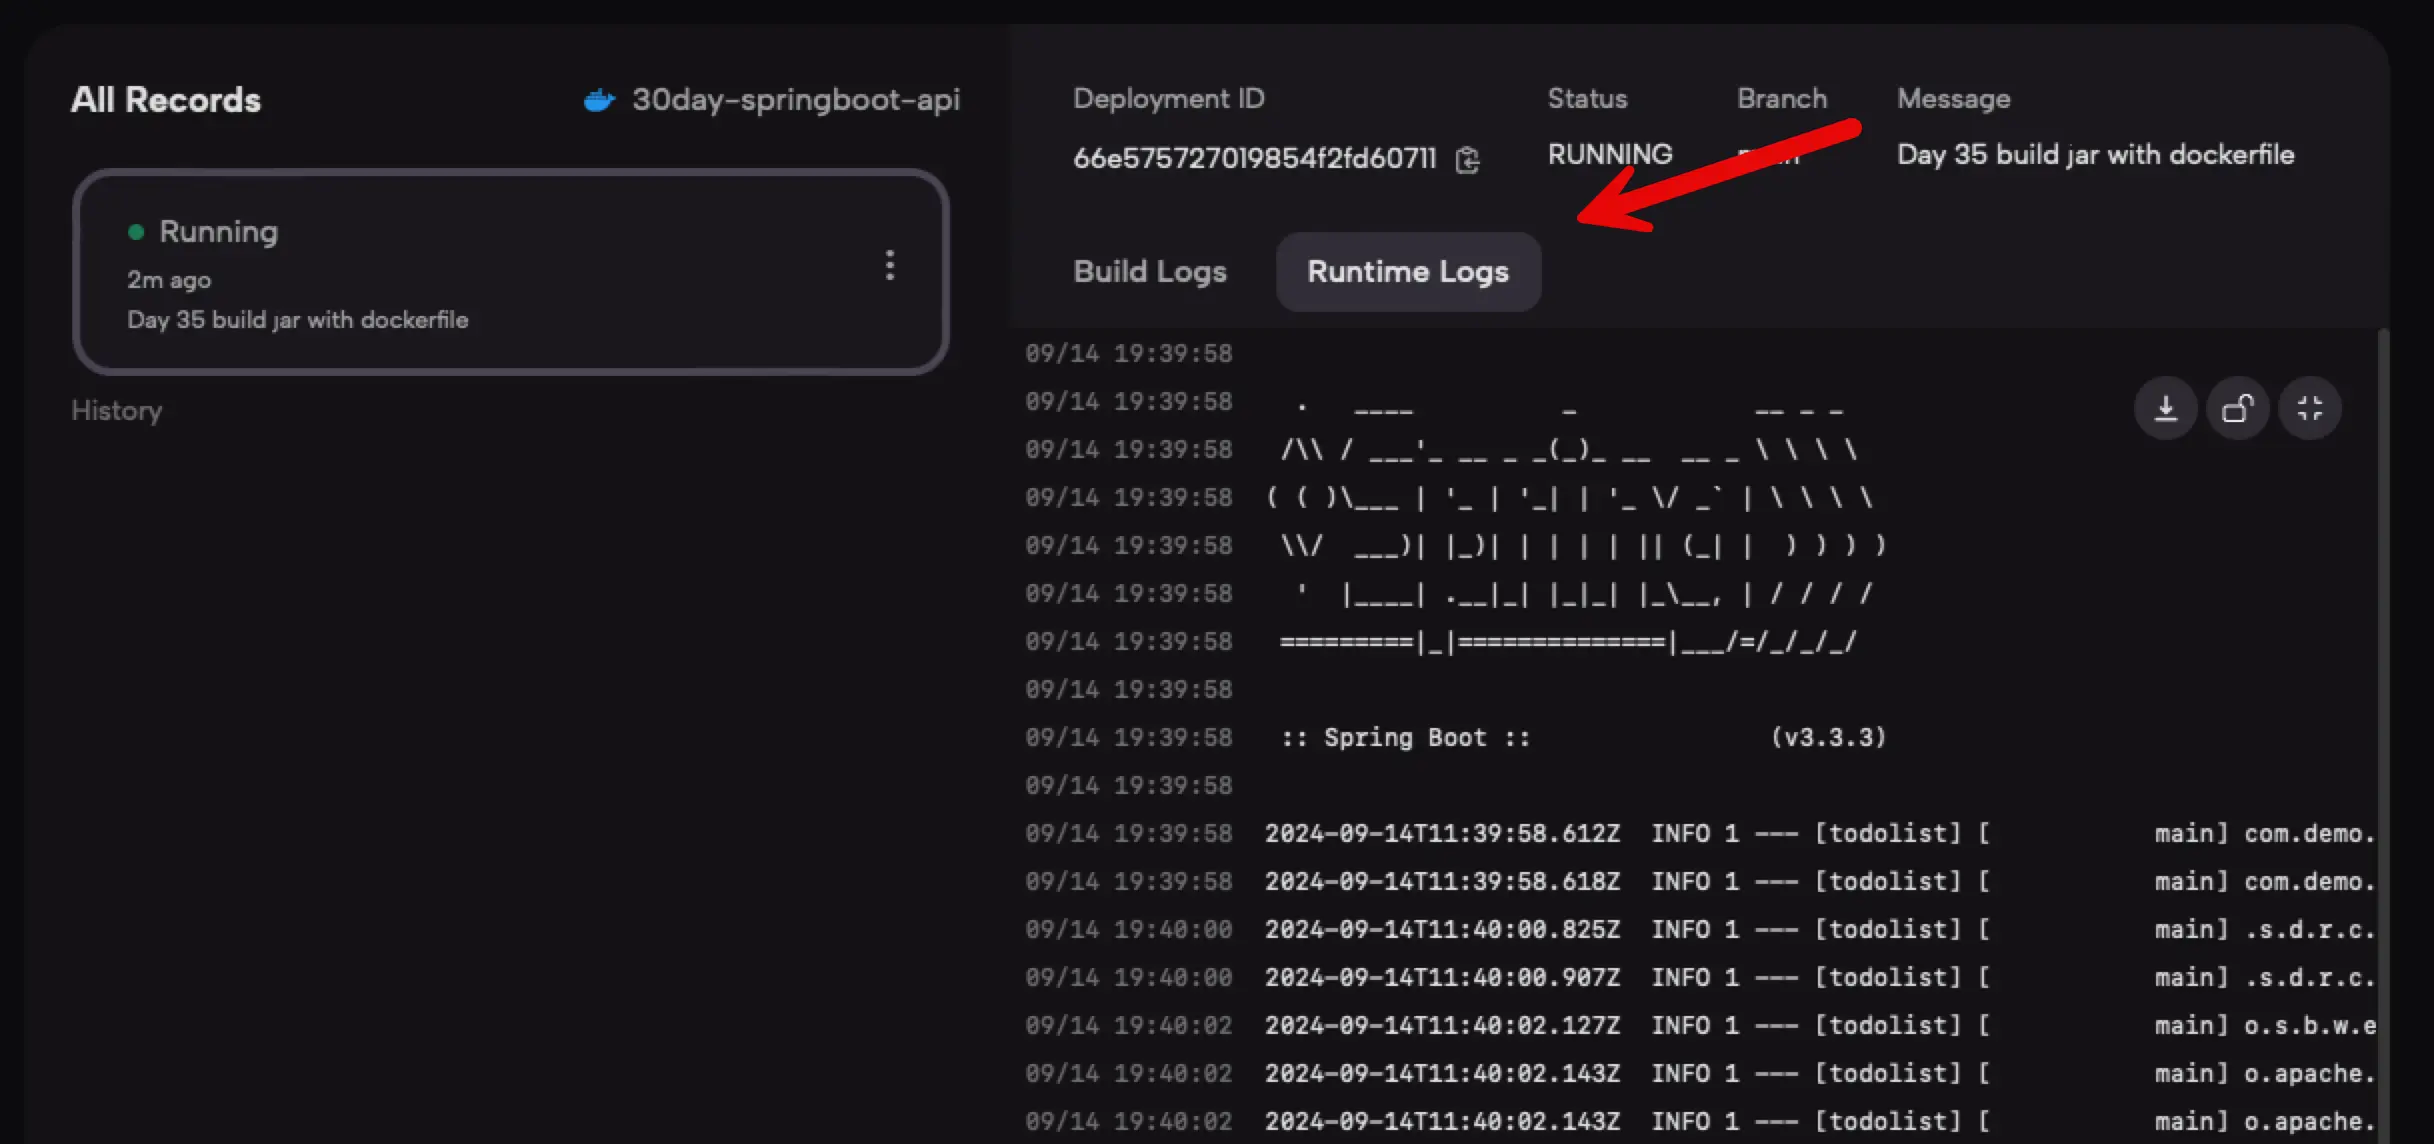 All Records
30day-springboot-api
Running
2m ago
Day 35 build jar with dockerfile
History
Deployment ID
66e575727019854f2fd60711
Status
RUNNING
Branch
Message
Day 35 build jar with dockerfile
Build Logs
Runtime Logs
09/14 19:39:58
09/14 19:39:58   .   ____          _            __ _ _
09/14 19:39:58  /\\ / ___'_ __ _ _(_)_ __  __ _ \ \ \ \
09/14 19:39:58 ( ( )\___ | '_ | '_| | '_ \/ _` | \ \ \ \
09/14 19:39:58  \\/  ___)| |_)| | | | | || (_| |  ) ) ) )
09/14 19:39:58   '  |____| .__|_| |_|_| |_\__, | / / / /
09/14 19:39:58  =========|_|==============|___/=/_/_/_/
09/14 19:39:58
09/14 19:39:58  :: Spring Boot ::                (v3.3.3)
09/14 19:39:58
09/14 19:39:58 2024-09-14T11:39:58.612Z  INFO 1 --- [todolist] [           main] com.demo.
09/14 19:39:58 2024-09-14T11:39:58.618Z  INFO 1 --- [todolist] [           main] com.demo.
09/14 19:40:00 2024-09-14T11:40:00.825Z  INFO 1 --- [todolist] [           main] .s.d.r.c.
09/14 19:40:00 2024-09-14T11:40:00.907Z  INFO 1 --- [todolist] [           main] .s.d.r.c.
09/14 19:40:02 2024-09-14T11:40:02.127Z  INFO 1 --- [todolist] [           main] o.s.b.w.e
09/14 19:40:02 2024-09-14T11:40:02.143Z  INFO 1 --- [todolist] [           main] o.apache.
09/14 19:40:02 2024-09-14T11:40:02.143Z  INFO 1 --- [todolist] [           main] o.apache.